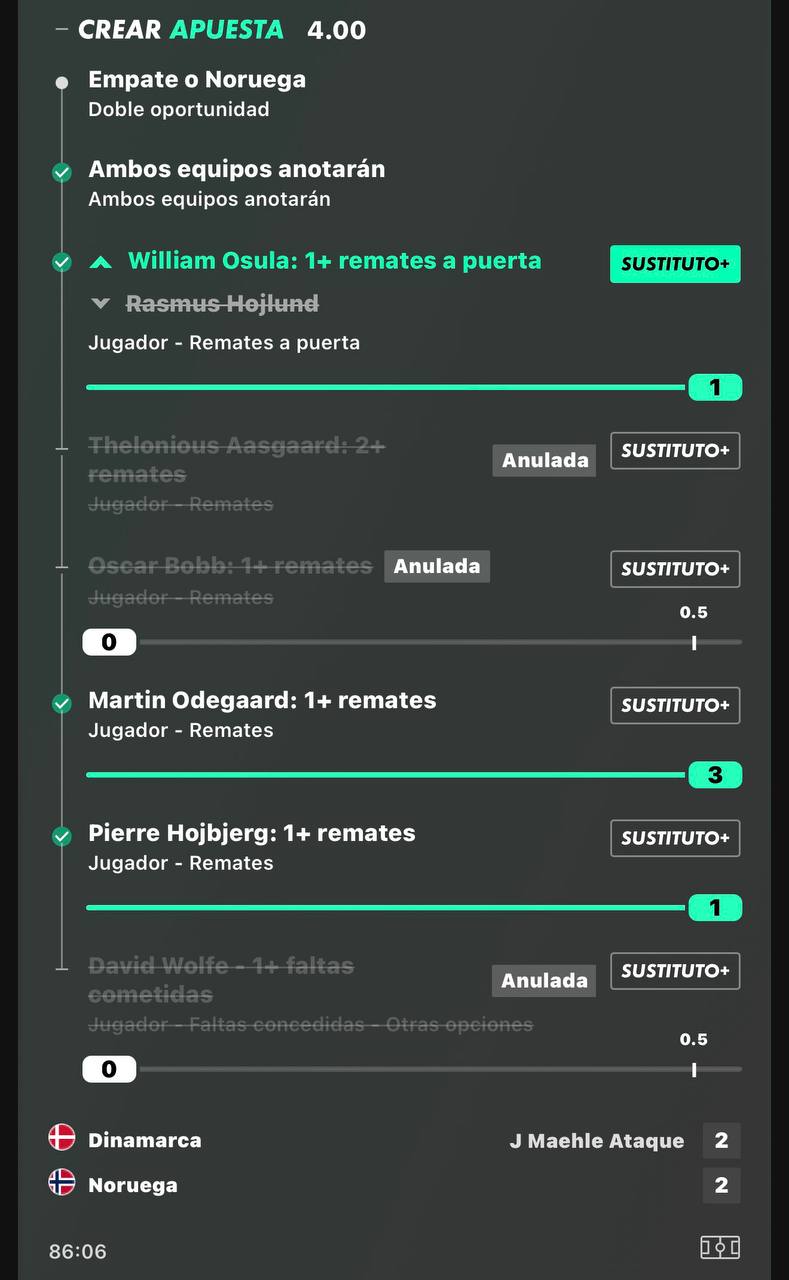 CREAR APUESTA 4.00
Empate o Noruega
Doble oportunidad
Ambos equipos anotarán
Ambos equipos anotarán
William Osula: 1+ remates a puerta SUSTITUTO+
Rasmus Hojlund
Jugador - Remates a puerta
1
Thelonious Aasgaard: 2+ Anulada SUSTITUTO+
remates
Jugador - Remates
Oscar Bobb: 1+ remates Anulada SUSTITUTO+
Jugador - Remates
0.5
0
Martin Odegaard: 1+ remates SUSTITUTO+
Jugador - Remates
3
Pierre Hojbjerg: 1+ remates SUSTITUTO+
Jugador - Remates
1
David Wolfe - 1+ faltas Anulada SUSTITUTO+
cometidas
Jugador - Faltas concedidas - Otras opciones
0.5
0
Dinamarca J Maehle Ataque 2
Noruega 2
86:06